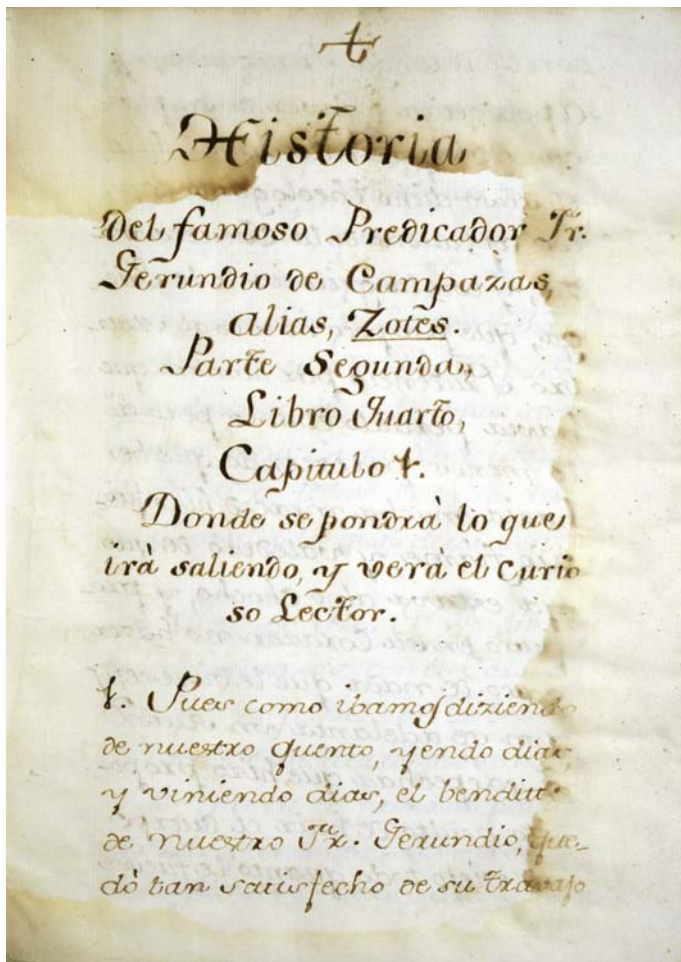 Historia
Del famoso Predicador Fr.
Gerundio de Campazas,
alias, Zotes.
Parte Segunda,
Libro Quarto,
Capitulo 1.
Donde se pondrà lo que
irà saliendo, y verà el curio
so Lector.
1. Pues como ibamos diziendo
de nuestro quento, yendo dias,
y viniendo dias, el benditto
de nuestro Fr. Gerundio, que-
dò tan satisfecho de su travajo